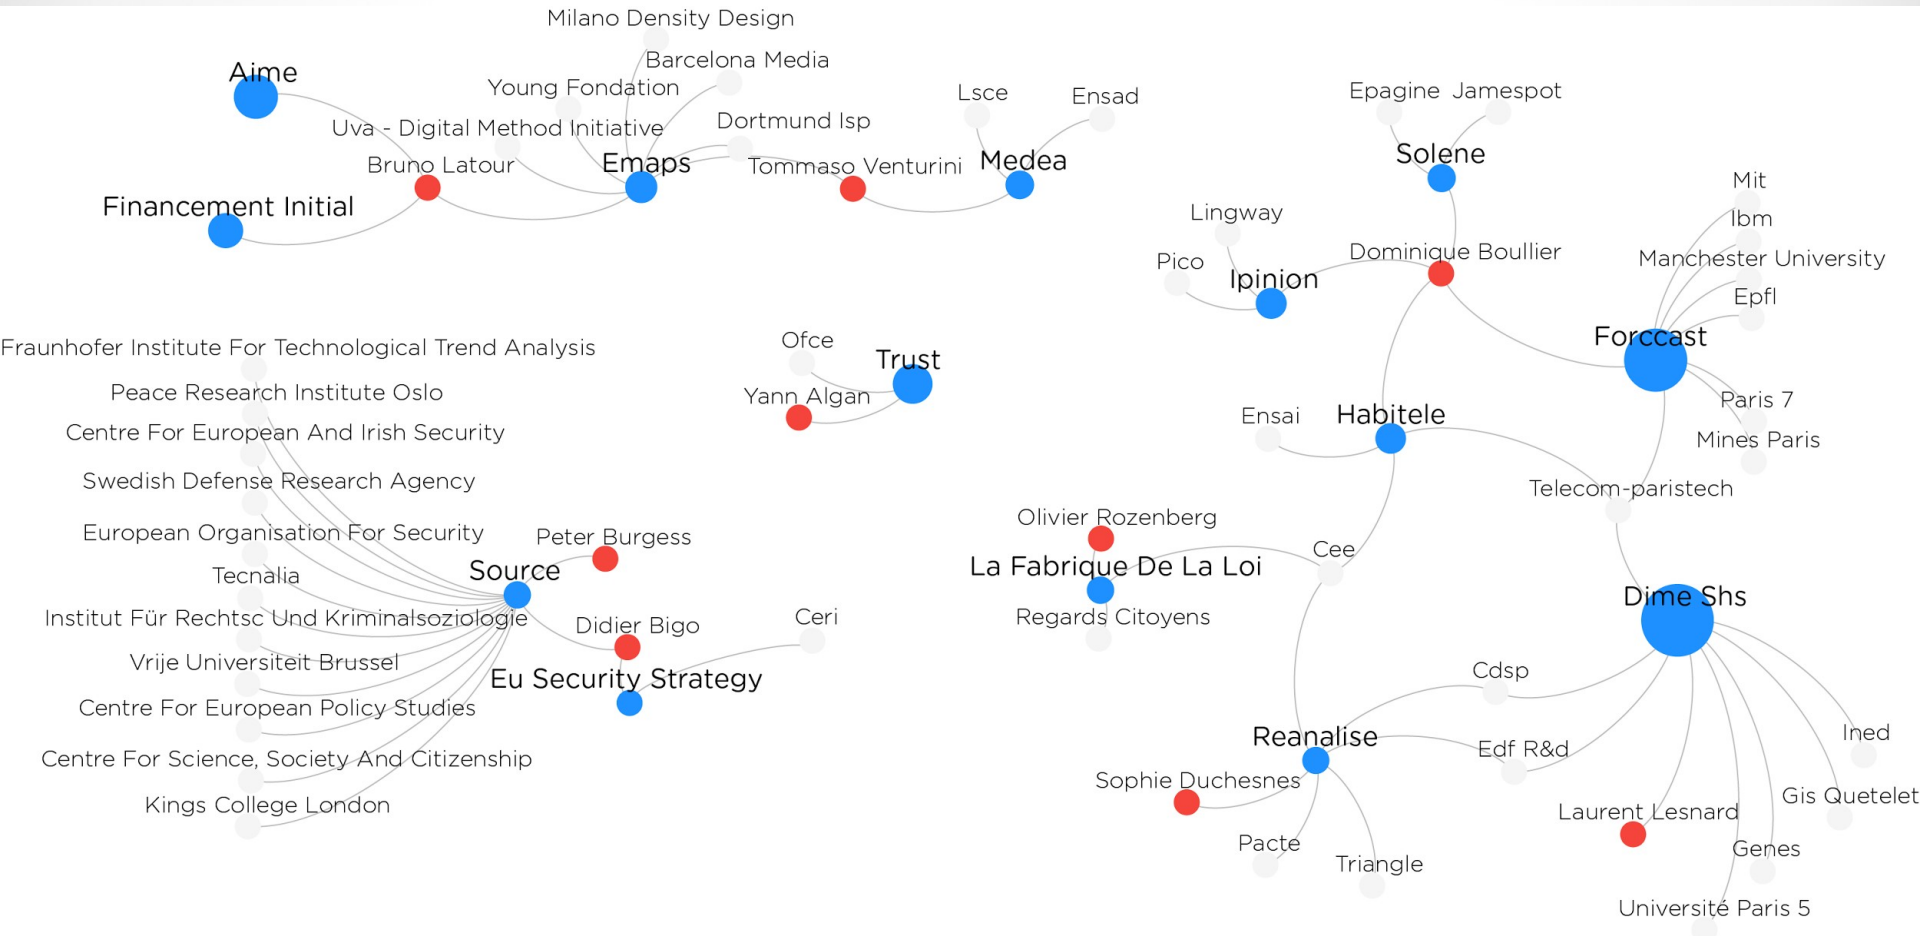 Milano Density Design
Barcelona Media
Aime
Young Fondation
Lsce
Ensad
Epagine
Jamespot
Uva - Digital Method Initiative
Dortmund Isp
Bruno Latour
Emaps
Tommaso Venturini
Medea
Solene
Mit
Financement Initial
Lingway
Ibm
Pico
Ipinion
Dominique Boullier
Manchester University
Epfl
Fraunhofer Institute For Technological Trend Analysis
Ofce
Trust
Forccast
Peace Research Institute Oslo
Yann Algan
Paris 7
Centre For European And Irish Security
Ensai
Habitele
Mines Paris
Swedish Defense Research Agency
Telecom-paristech
European Organisation For Security
Peter Burgess
Olivier Rozenberg
Tecnalia
Source
La Fabrique De La Loi
Cee
Dime Shs
Institut Für Rechtsc Und Kriminalsoziologie
Didier Bigo
Ceri
Regards Citoyens
Vrije Universiteit Brussel
Eu Security Strategy
Cdsp
Centre For European Policy Studies
Reanalise
Edf R&d
Ined
Centre For Science, Society And Citizenship
Sophie Duchesnes
Gis Quetelet
Kings College London
Laurent Lesnard
Pacte
Triangle
Genes
Université Paris 5